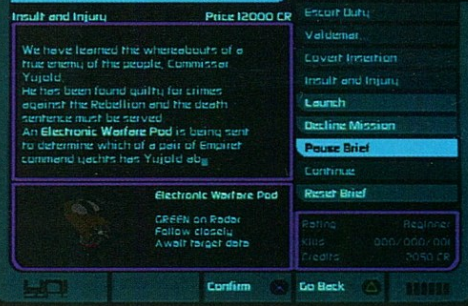 Insult and Injury Price 12000 CR
We have learned the whereabouts of a
true enemy of the people, Commissar
Yujold.
He has been found guilty for crimes
against the Rebellion and the death
sentence must be served.
An Electronic Warfare Pod is being sent
to determine which of a pair of Empiret
command yachts has Yujold ab
Electronic Warfare Pod
GREEN on Radar
Follow closely
Await target data
Escort Duty
Valdemar
Covert Insertion
Insult and Injury
Launch
Decline Mission
Pause Brief
Continue
Reset Brief
Rating Beginner
Kills 000/000/001
Credits 2050 CR
Confirm Go Back